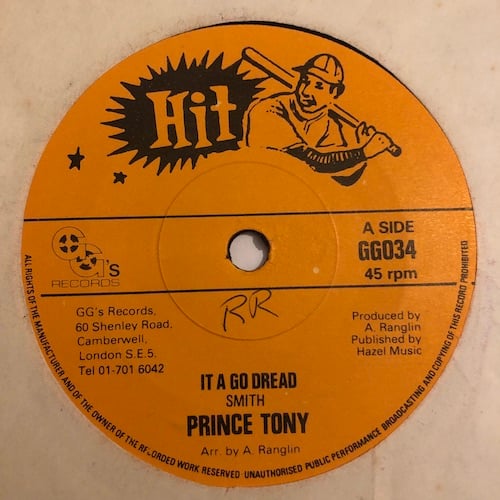 Hit
A SIDE
GG034
45 rpm
GG's
RECORDS
GG's Records,
60 Shenley Road,
Camberwell,
London S.E.5.
Tel 01-701 6042
RR
Produced by
A. Ranglin
Published by
Hazel Music
IT A GO DREAD
SMITH
PRINCE TONY
Arr. by A. Ranglin
ALL RIGHTS OF THE MANUFACTURER AND OF THE OWNER OF THE RECORDED WORK RESERVED · UNAUTHORISED PUBLIC PERFORMANCE BROADCASTING AND COPYING OF THIS RECORD PROHIBITED